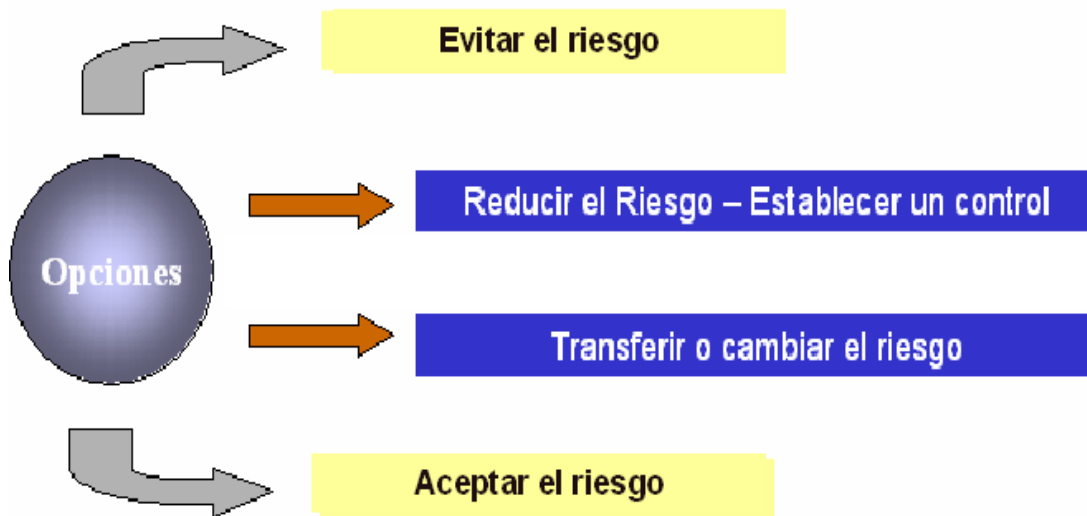 Evitar el riesgo
Reducir el Riesgo – Establecer un control
Opciones
Transferir o cambiar el riesgo
Aceptar el riesgo